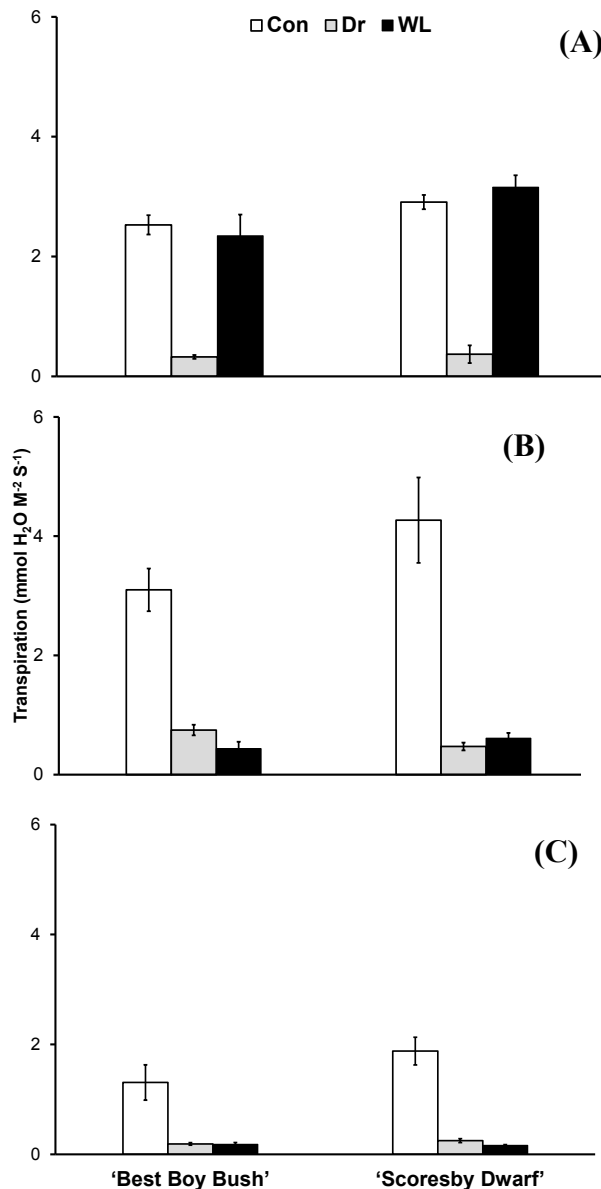 Con Dr WL
(A)
6
4
2
0
(B)
6
4
2
0
Transpiration (mmol H₂O M⁻² S⁻¹)
(C)
6
4
2
0
‘Best Boy Bush’ ‘Scoresby Dwarf’